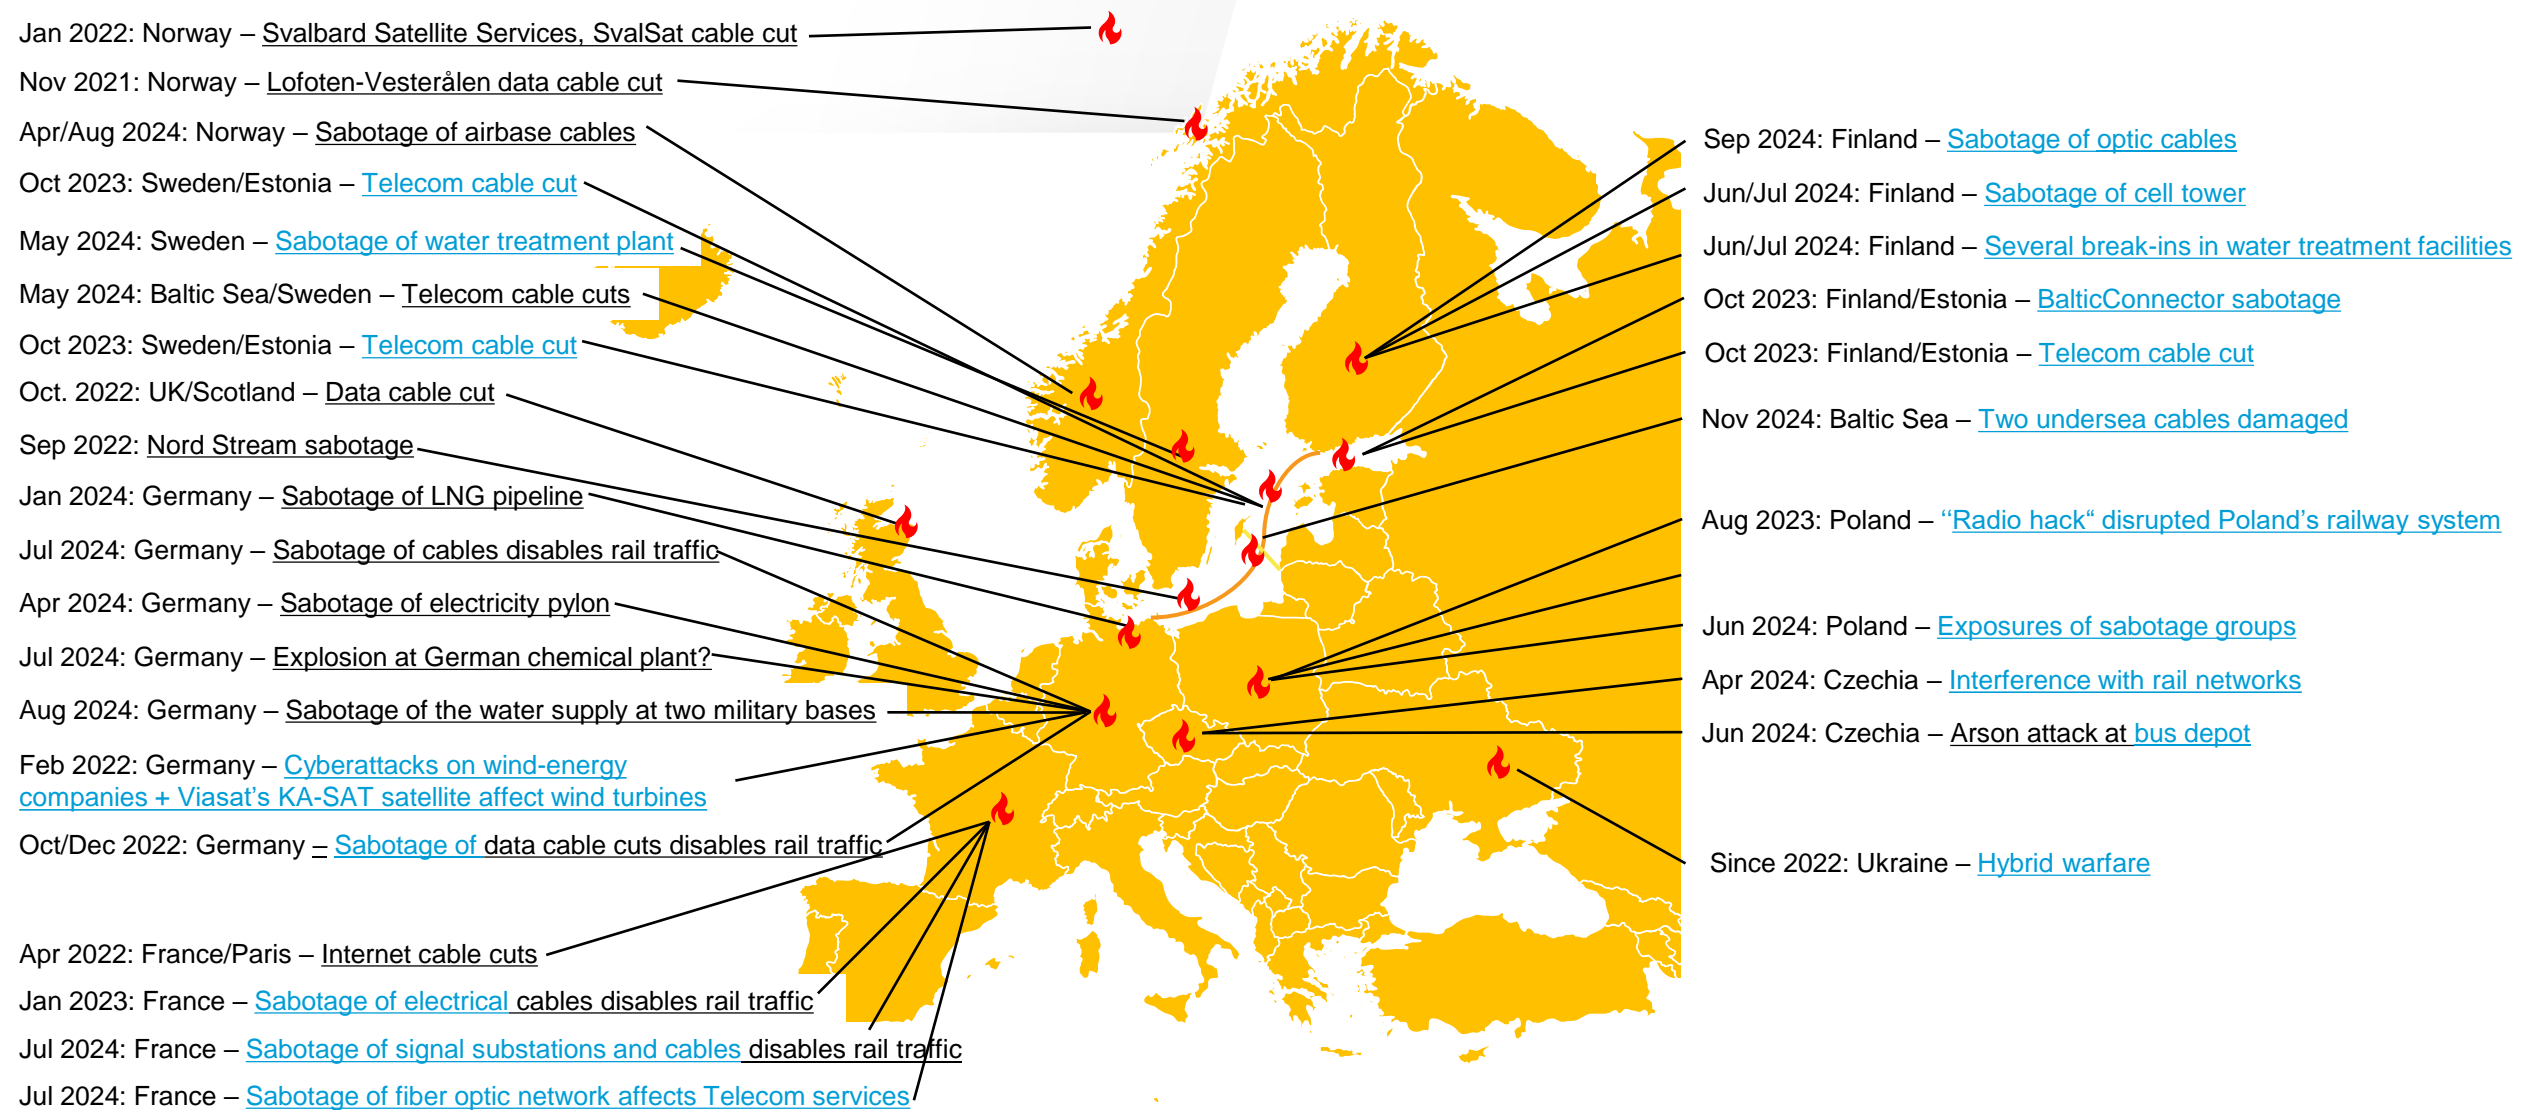 Jan 2022: Norway – Svalbard Satellite Services, SvalSat cable cut
Nov 2021: Norway – Lofoten-Vesterålen data cable cut
Apr/Aug 2024: Norway – Sabotage of airbase cables
Oct 2023: Sweden/Estonia – Telecom cable cut
May 2024: Sweden – Sabotage of water treatment plant
May 2024: Baltic Sea/Sweden – Telecom cable cuts
Oct 2023: Sweden/Estonia – Telecom cable cut
Oct. 2022: UK/Scotland – Data cable cut
Sep 2022: Nord Stream sabotage
Jan 2024: Germany – Sabotage of LNG pipeline
Jul 2024: Germany – Sabotage of cables disables rail traffic
Apr 2024: Germany – Sabotage of electricity pylon
Jul 2024: Germany – Explosion at German chemical plant?
Aug 2024: Germany – Sabotage of the water supply at two military bases
Feb 2022: Germany – Cyberattacks on wind-energy
companies + Viasat's KA-SAT satellite affect wind turbines
Oct/Dec 2022: Germany – Sabotage of data cable cuts disables rail traffic
Apr 2022: France/Paris – Internet cable cuts
Jan 2023: France – Sabotage of electrical cables disables rail traffic
Jul 2024: France – Sabotage of signal substations and cables disables rail traffic
Jul 2024: France – Sabotage of fiber optic network affects Telecom services
Sep 2024: Finland – Sabotage of optic cables
Jun/Jul 2024: Finland – Sabotage of cell tower
Jun/Jul 2024: Finland – Several break-ins in water treatment facilities
Oct 2023: Finland/Estonia – BalticConnector sabotage
Oct 2023: Finland/Estonia – Telecom cable cut
Nov 2024: Baltic Sea – Two undersea cables damaged
Aug 2023: Poland – ‘‘Radio hack“ disrupted Poland’s railway system
Jun 2024: Poland – Exposures of sabotage groups
Apr 2024: Czechia – Interference with rail networks
Jun 2024: Czechia – Arson attack at bus depot
Since 2022: Ukraine – Hybrid warfare